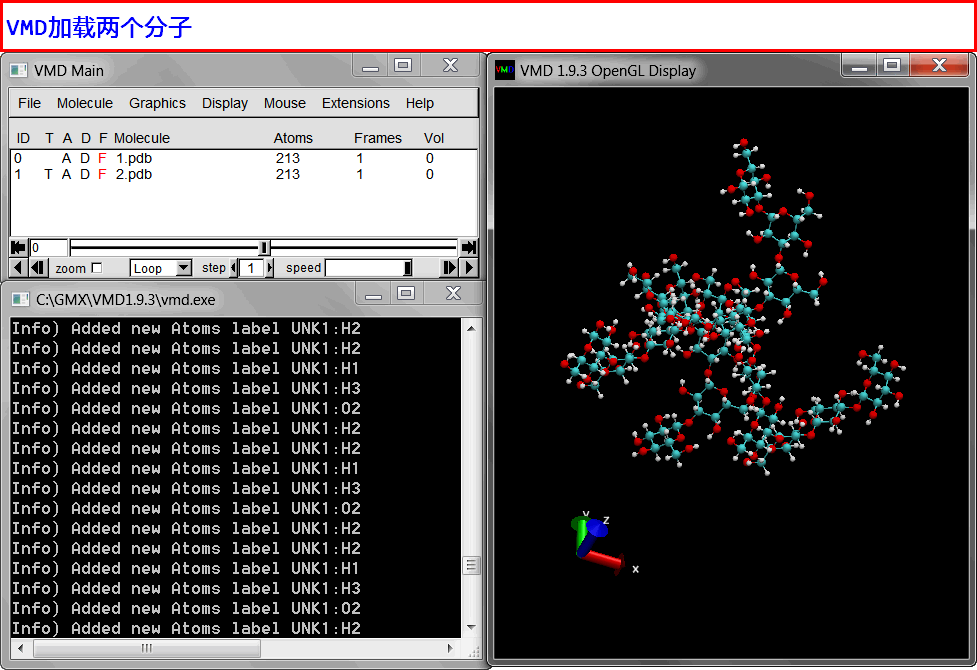 VMD加载两个分子
VMD Main
File Molecule Graphics Display Mouse Extensions Help
ID T A D F Molecule Atoms Frames Vol
0 A D F 1.pdb 213 1 0
1 T A D F 2.pdb 213 1 0
0
zoom Loop step 1 speed
C:\GMX\VMD1.9.3\vmd.exe
Info) Added new Atoms label UNK1:H2
Info) Added new Atoms label UNK1:H2
Info) Added new Atoms label UNK1:H1
Info) Added new Atoms label UNK1:H3
Info) Added new Atoms label UNK1:O2
Info) Added new Atoms label UNK1:H2
Info) Added new Atoms label UNK1:H2
Info) Added new Atoms label UNK1:H1
Info) Added new Atoms label UNK1:H3
Info) Added new Atoms label UNK1:O2
Info) Added new Atoms label UNK1:H2
Info) Added new Atoms label UNK1:H2
Info) Added new Atoms label UNK1:H1
Info) Added new Atoms label UNK1:H3
Info) Added new Atoms label UNK1:O2
Info) Added new Atoms label UNK1:H2
VMD VMD 1.9.3 OpenGL Display
Y
Z
x